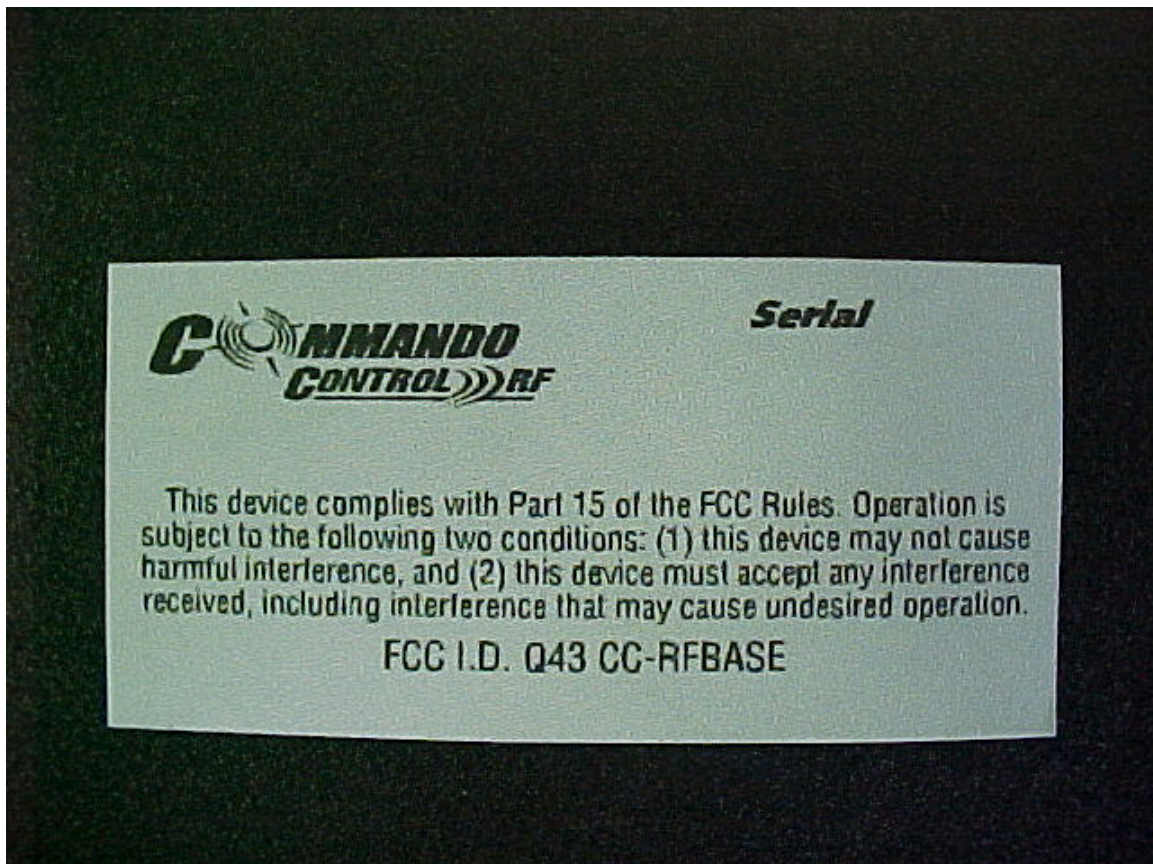 COMMANDO
CONTROL RF
Serial
This device complies with Part 15 of the FCC Rules. Operation is
subject to the following two conditions: (1) this device may not cause
harmful interference, and (2) this device must accept any interference
received, including interference that may cause undesired operation.
FCC I.D. Q43 CC-RFBASE